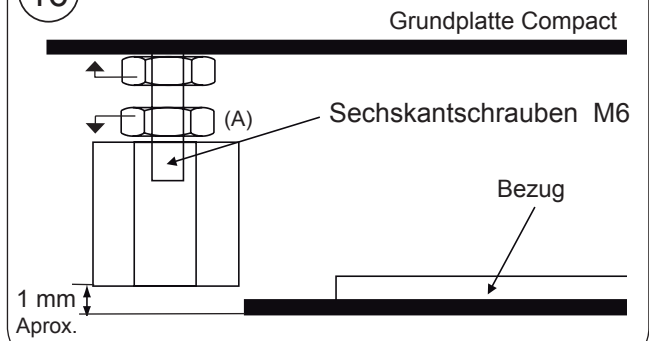 Grundplatte Compact
(A)
Sechskantschrauben M6
Bezug
1 mm
Aprox.